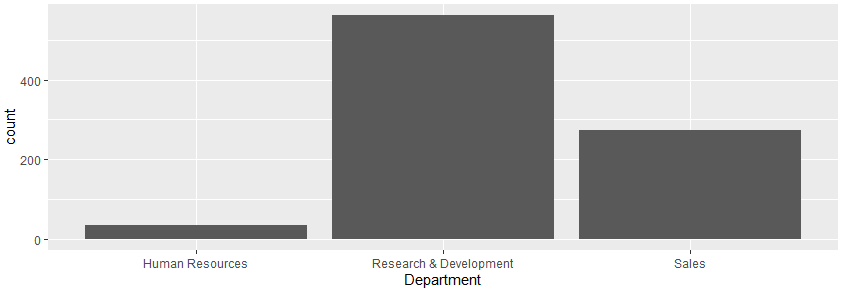 count
400
200
0
Human Resources
Research & Development
Sales
Department